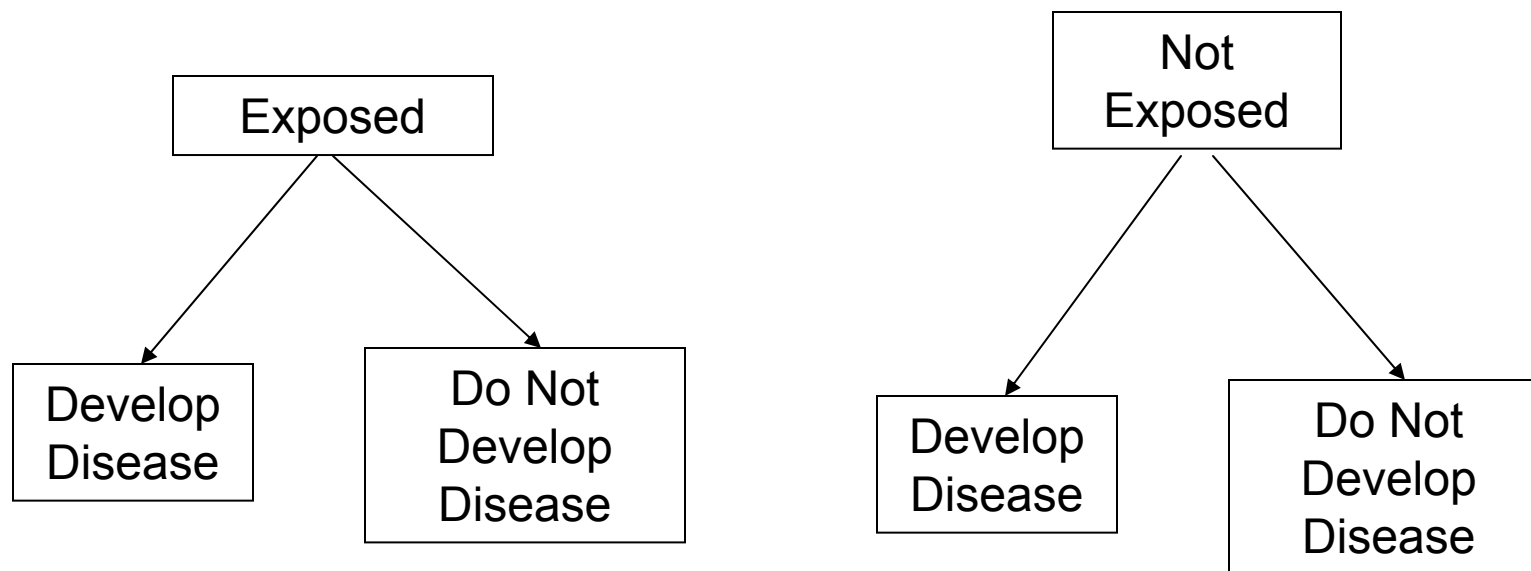 Exposed
Not
Exposed
Develop
Disease
Do Not
Develop
Disease
Develop
Disease
Do Not
Develop
Disease